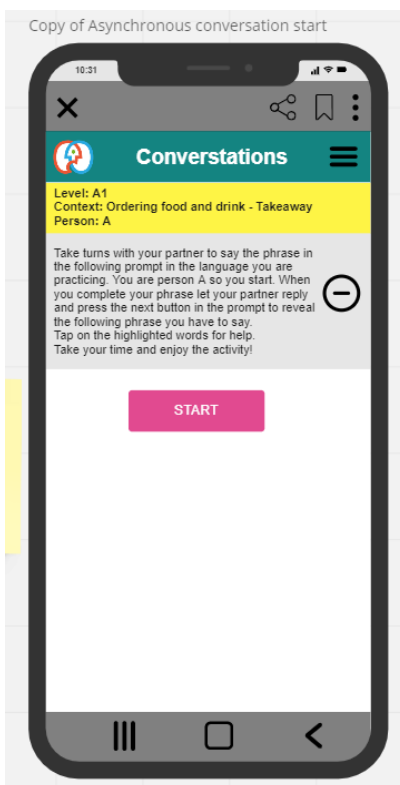 Copy of Asynchronous conversation start
10:31
Converstations
Level: A1
Context: Ordering food and drink - Takeaway
Person: A
Take turns with your partner to say the phrase in
the following prompt in the language you are
practicing. You are person A so you start. When
you complete your phrase let your partner reply
and press the next button in the prompt to reveal
the following phrase you have to say.
Tap on the highlighted words for help.
Take your time and enjoy the activity!
START